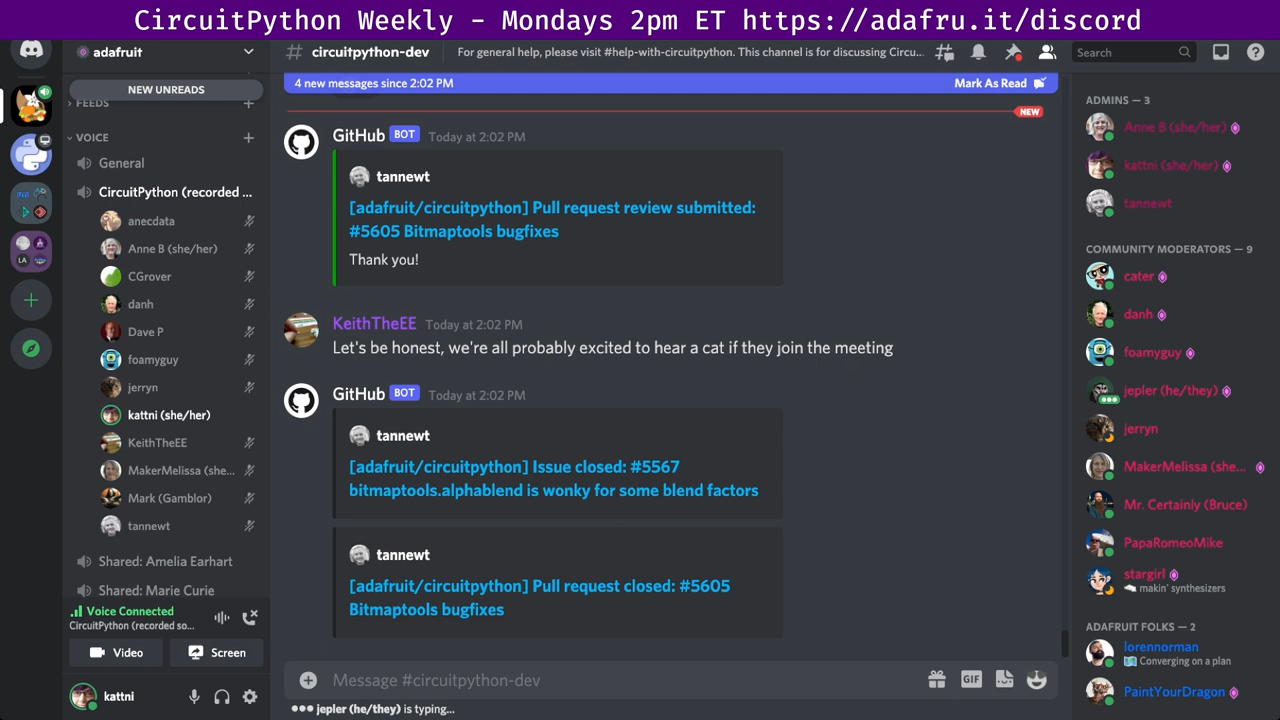 CircuitPython Weekly - Mondays 2pm ET https://adafru.it/discord
adafruit
NEW UNREADS
FEEDS
VOICE
General
CircuitPython (recorded ...
anecdata
Anne B (she/her)
CGrover
danh
Dave P
foamyguy
jerryn
kattni (she/her)
KeithTheEE
MakerMelissa (she...
Mark (Gamblor)
tannewt
Shared: Amelia Earhart
Shared: Marie Curie
Voice Connected
CircuitPython (recorded so...
Video
Screen
kattni
# circuitpython-dev
For general help, please visit #help-with-circuitpython. This channel is for discussing Circu...
Search
4 new messages since 2:02 PM
Mark As Read
NEW
GitHub BOT Today at 2:02 PM
tannewt
[adafruit/circuitpython] Pull request review submitted:
#5605 Bitmaptools bugfixes
Thank you!
KeithTheEE Today at 2:02 PM
Let's be honest, we're all probably excited to hear a cat if they join the meeting
GitHub BOT Today at 2:02 PM
tannewt
[adafruit/circuitpython] Issue closed: #5567
bitmaptools.alphablend is wonky for some blend factors
tannewt
[adafruit/circuitpython] Pull request closed: #5605
Bitmaptools bugfixes
Message #circuitpython-dev
GIF
jepler (he/they) is typing...
ADMINS — 3
Anne B (she/her)
kattni (she/her)
tannewt
COMMUNITY MODERATORS — 9
cater
danh
foamyguy
jepler (he/they)
jerryn
MakerMelissa (she...
Mr. Certainly (Bruce)
PapaRomeoMike
stargirl
makin' synthesizers
ADAFRUIT FOLKS — 2
lorennorman
Converging on a plan
PaintYourDragon